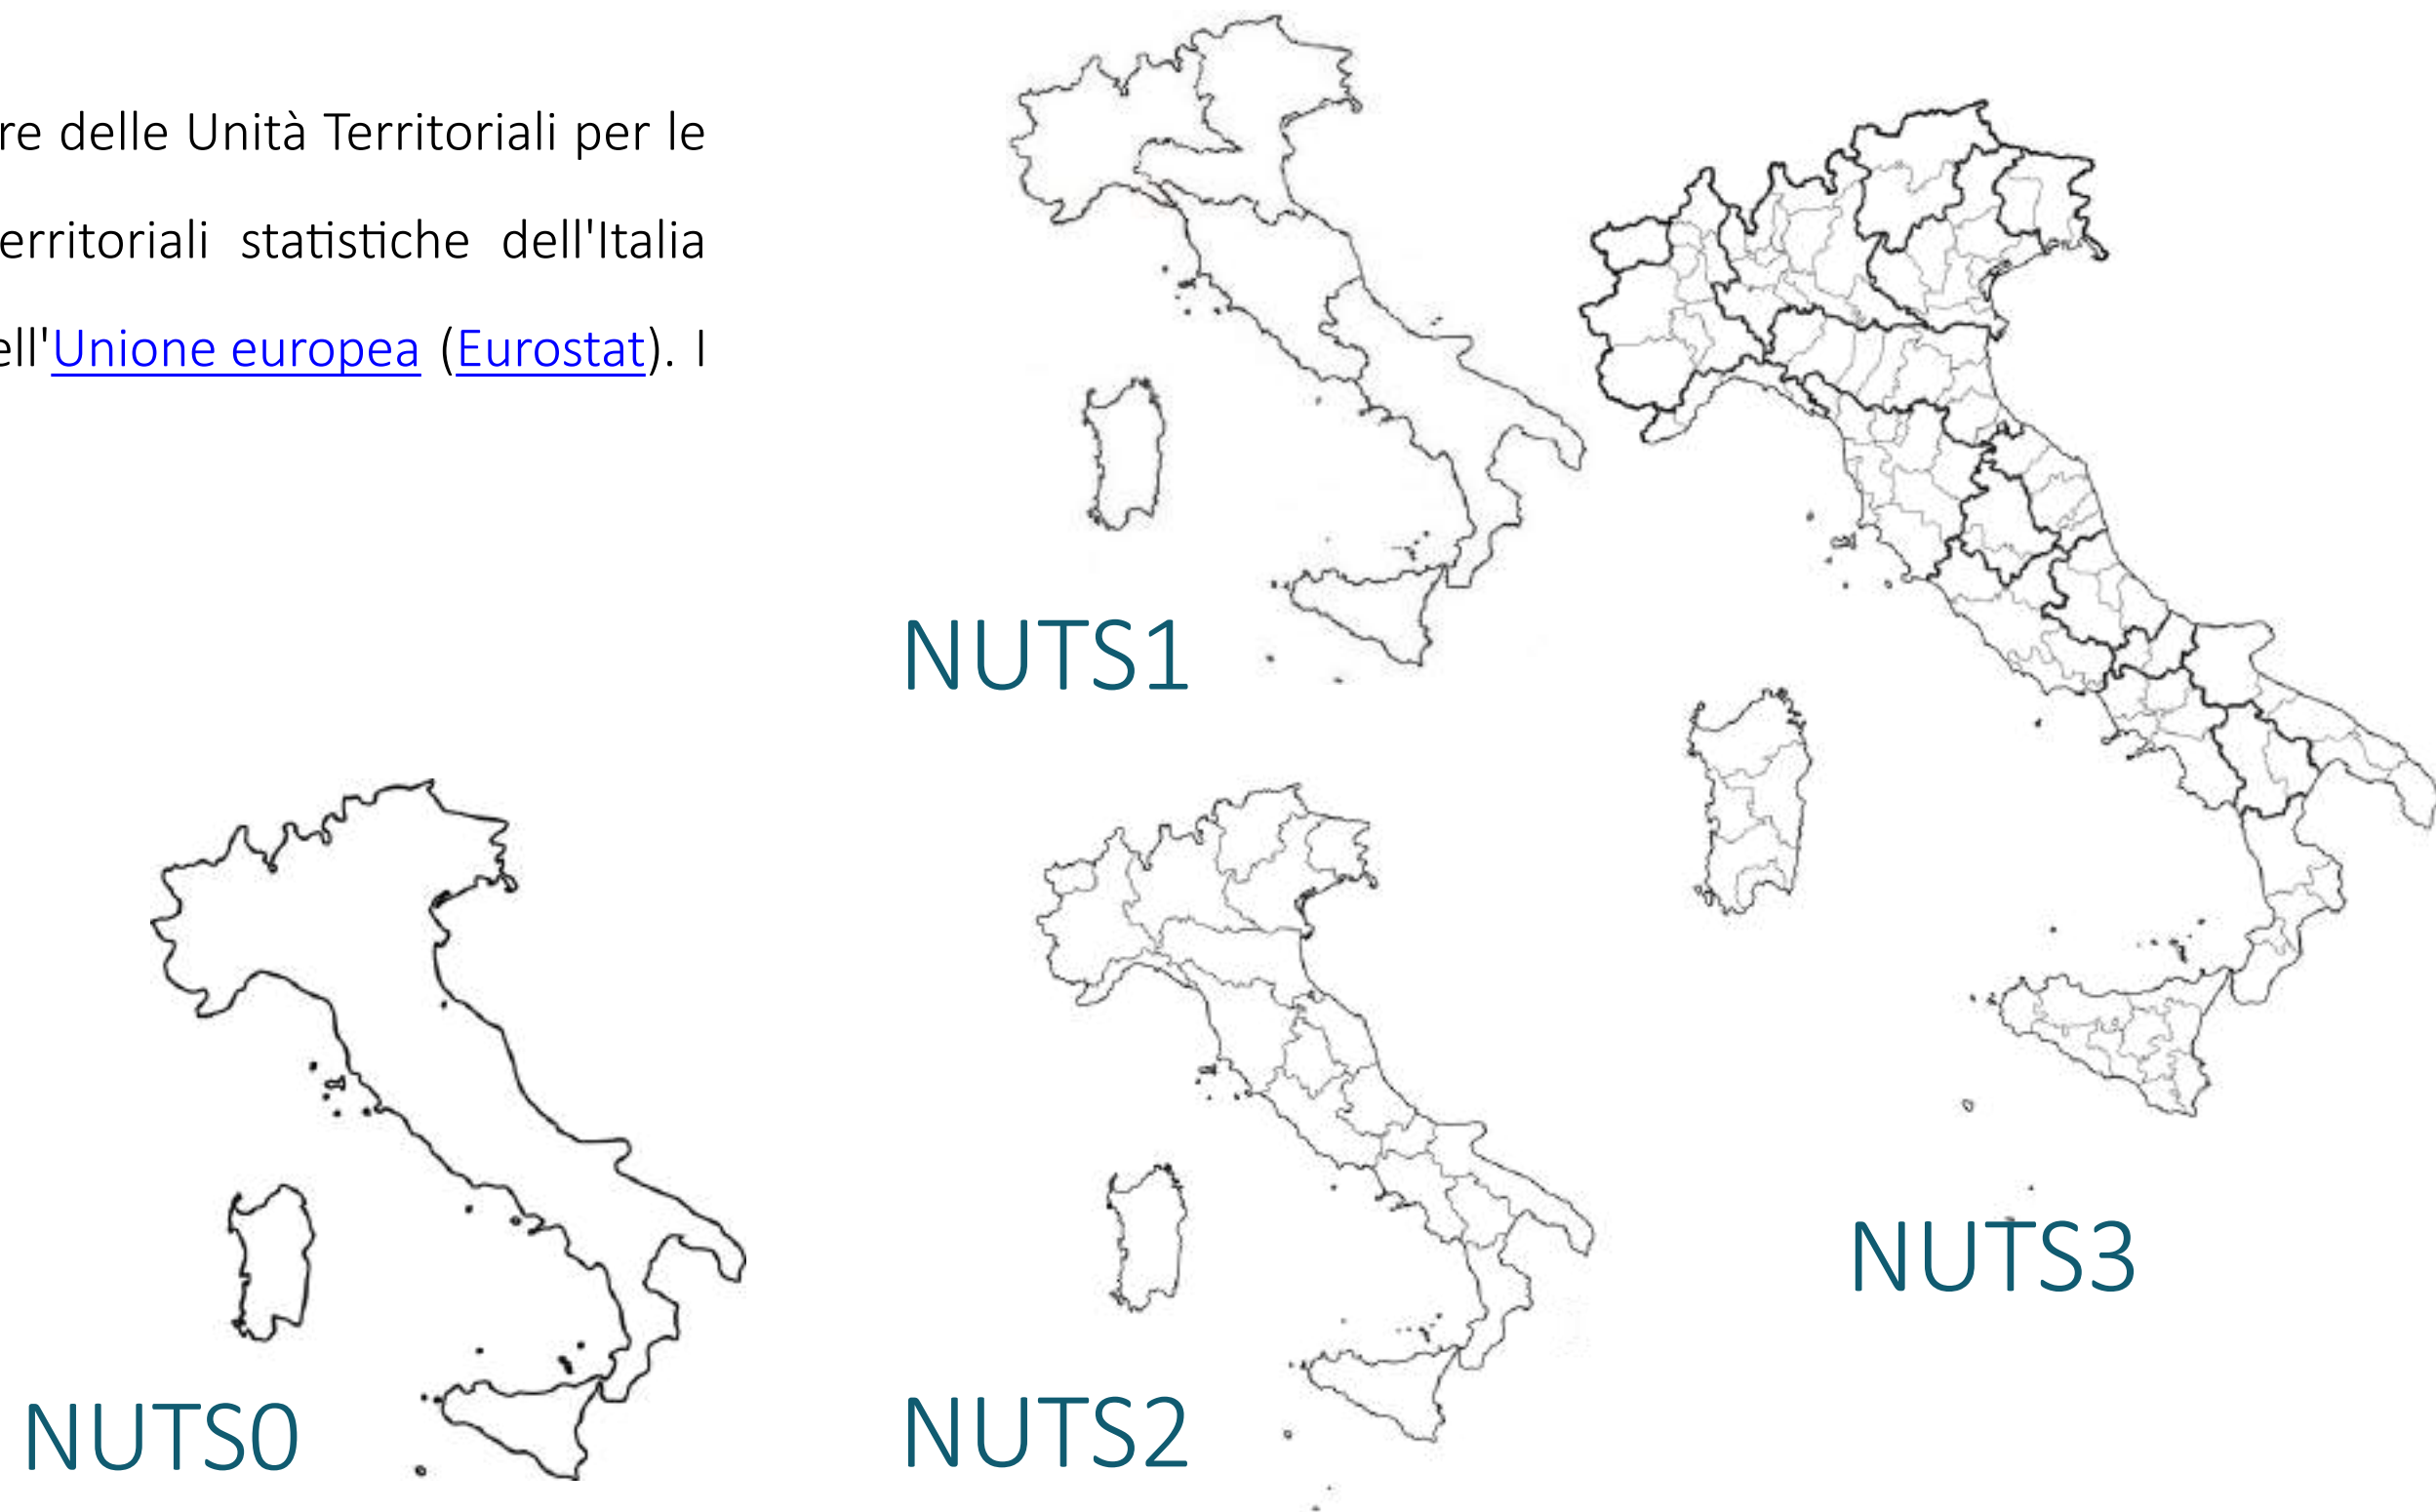 re delle Unità Territoriali per le
erritoriali statistiche dell'Italia
ell'Unione europea (Eurostat). I
NUTS1
NUTS3
NUTS0
NUTS2